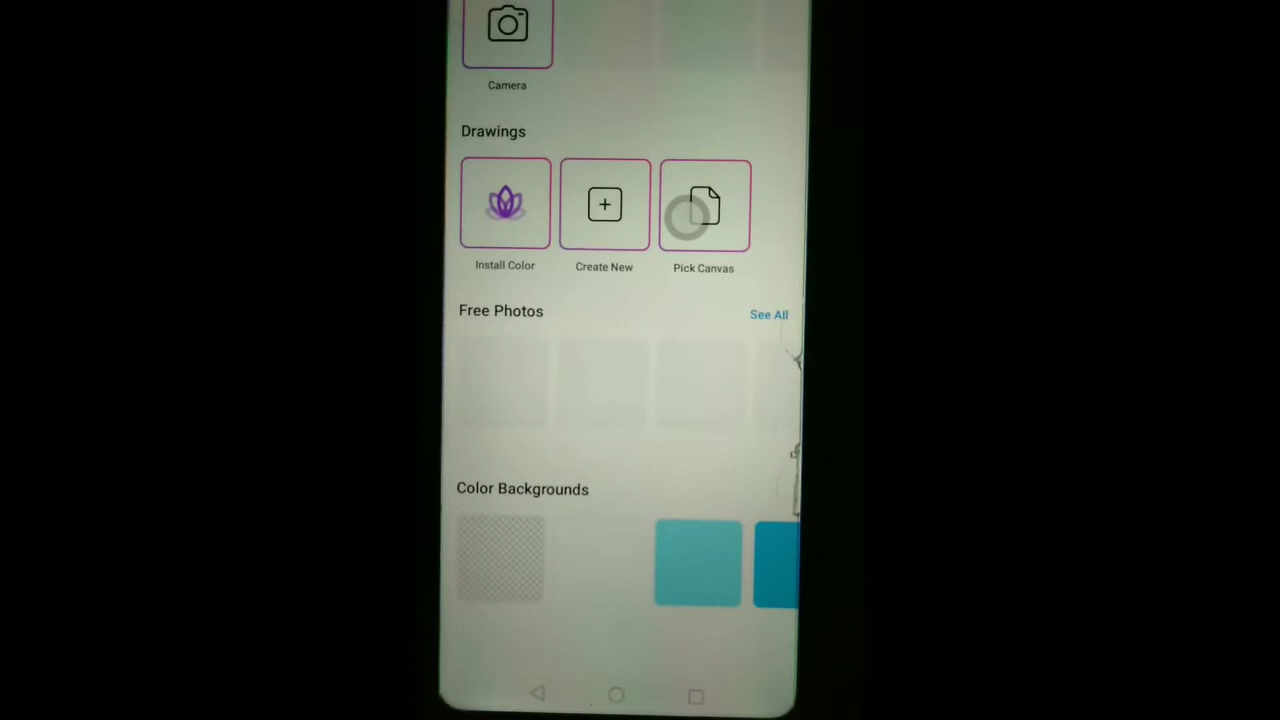 Camera
Drawings
Install Color
Create New
Pick Canvas
Free Photos
See All
Color Backgrounds